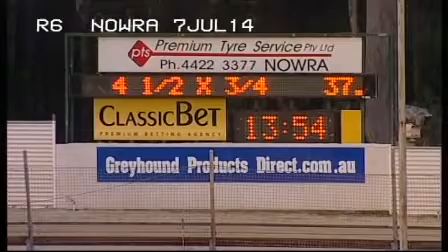 R6 NOWRA 7JUL14
pts Premium Tyre Service Pty Ltd
Ph.4422 3377 NOWRA
4 1/2 X 3/4 37.
CLASSICBET
PREMIUM BETTING AGENCY
13:54
Greyhound Products Direct.com.au